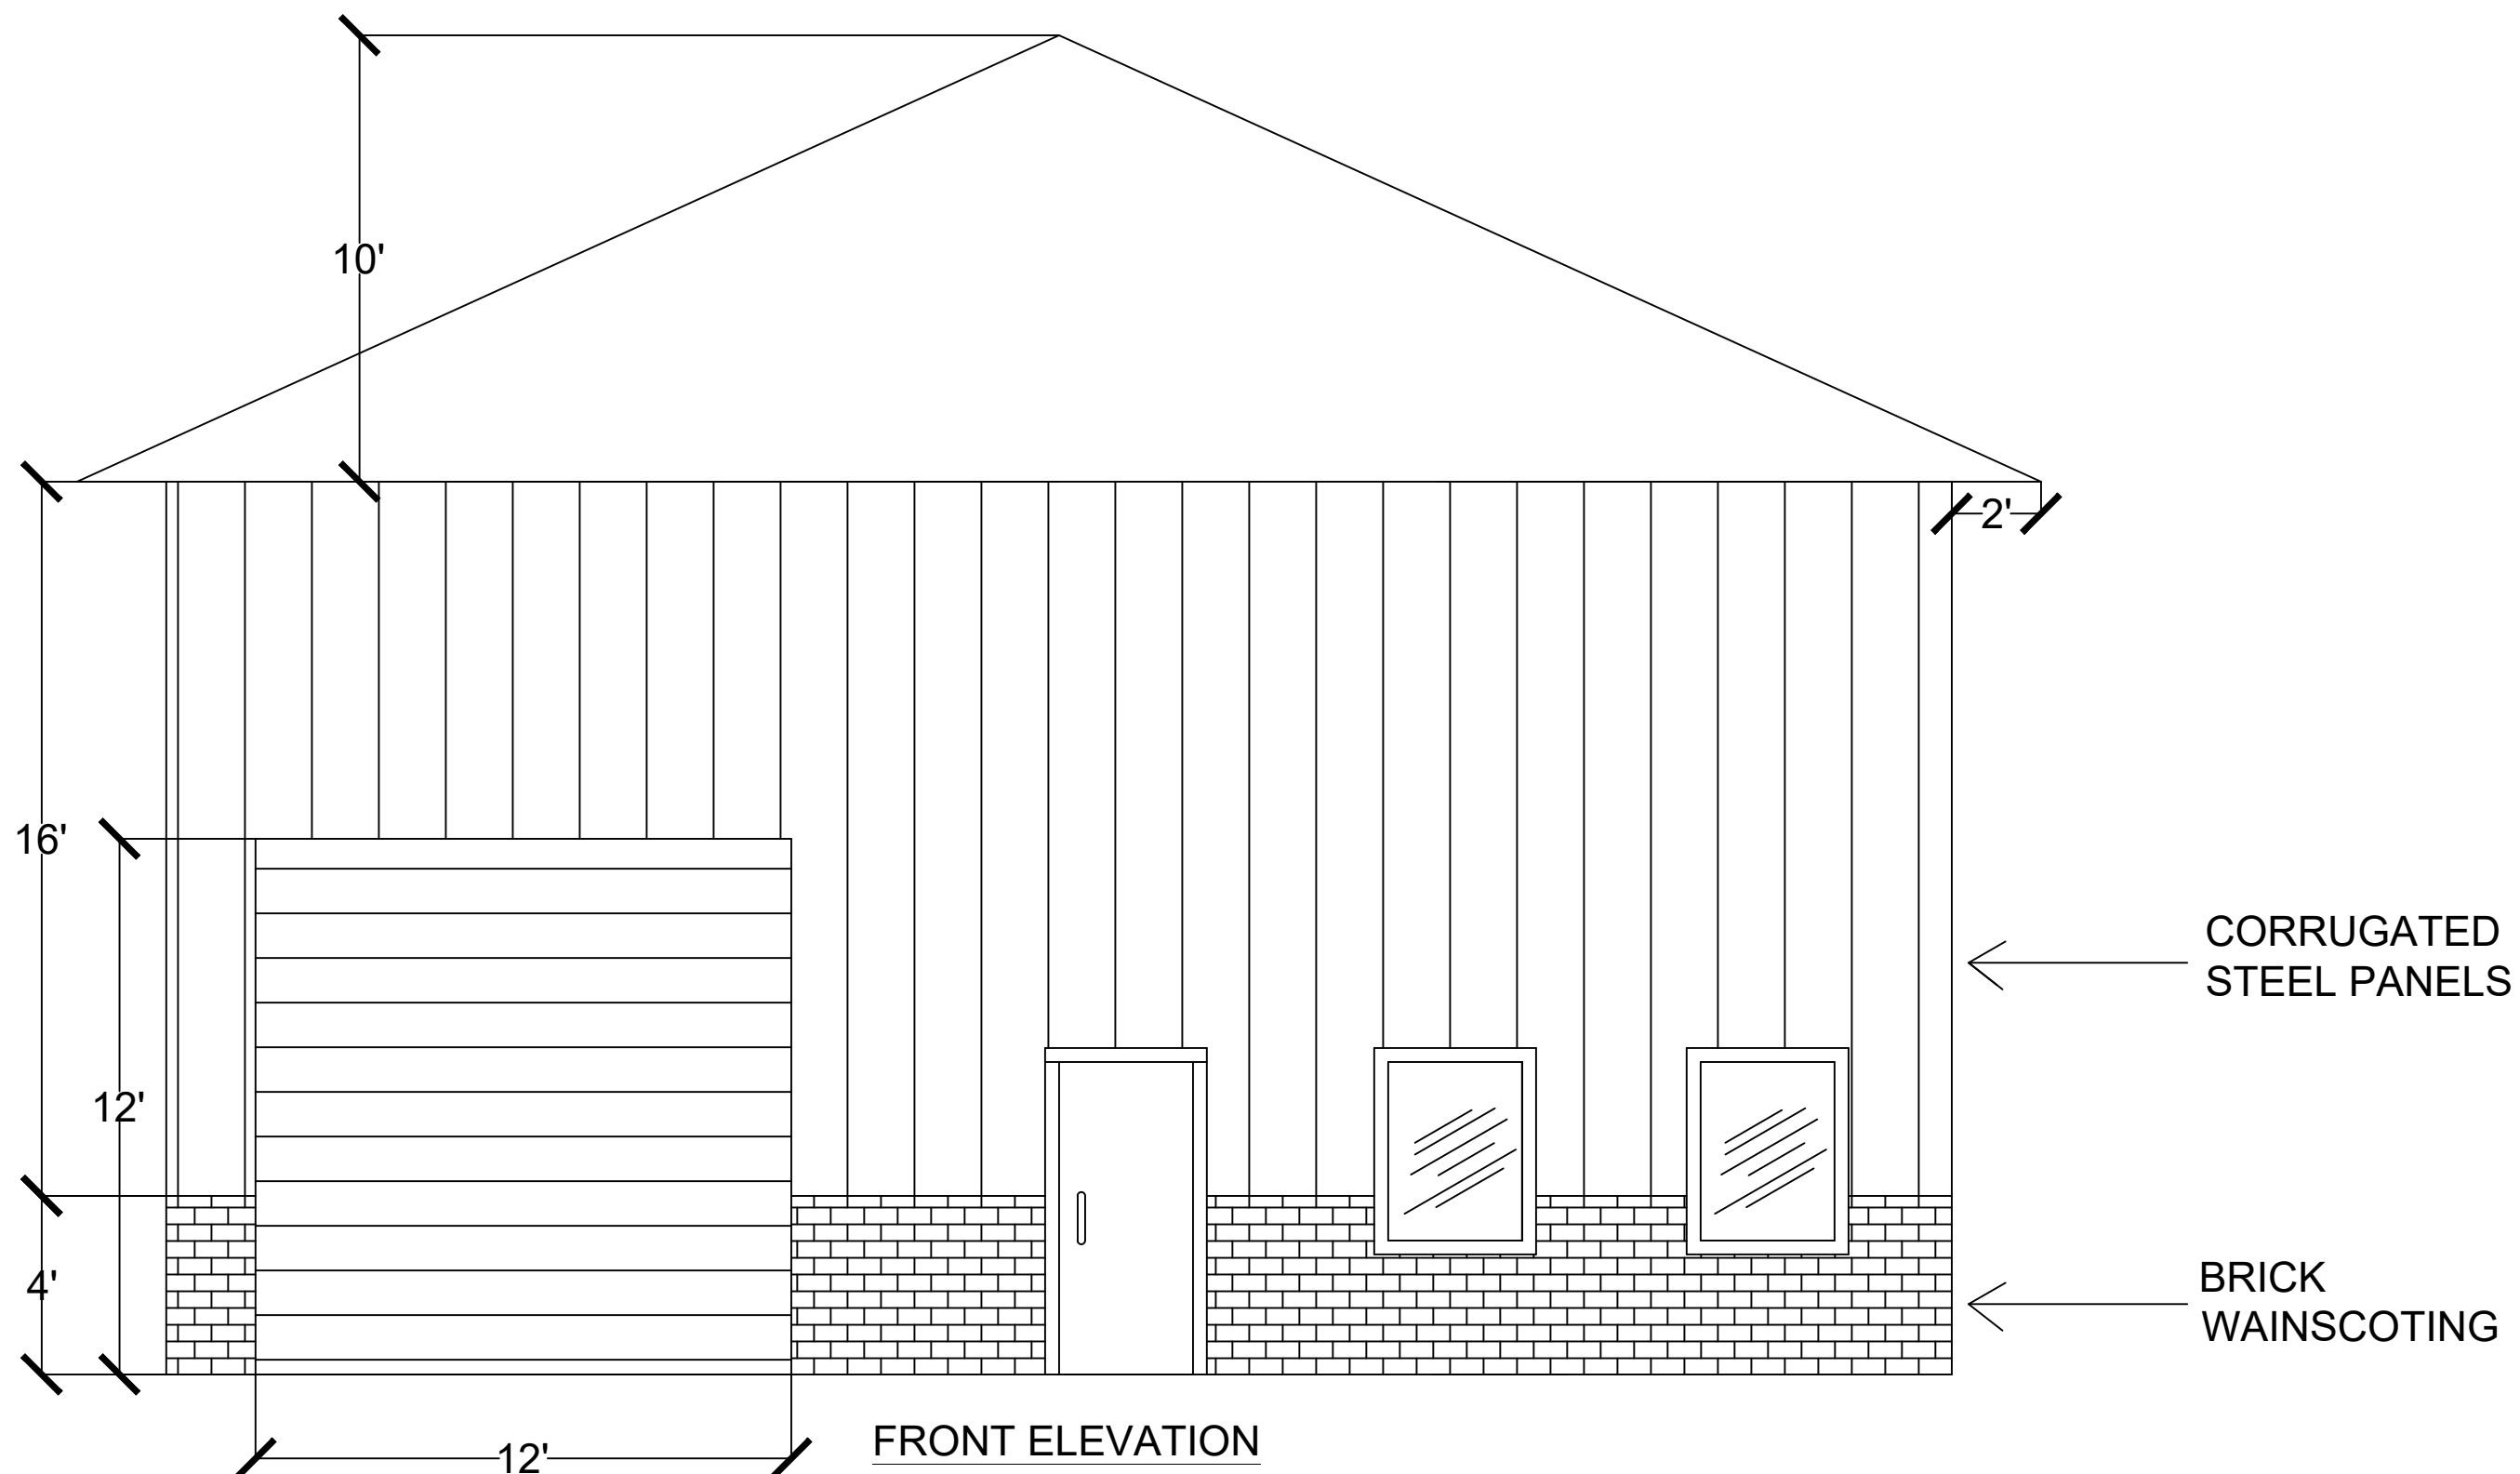 10'
2'
16'
CORRUGATED
STEEL PANELS
12'
4'
BRICK
WAINSCOTING
FRONT ELEVATION
12'